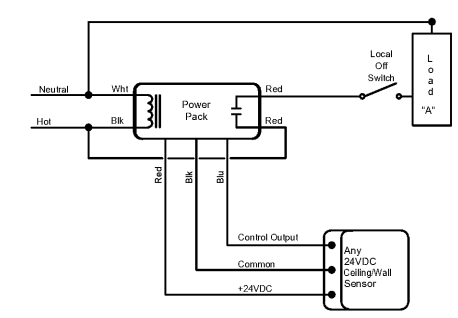 Local
Off
Switch
L
o
a
d
"A"
Neutral
Wht
Red
Power
Pack
Hot
Blk
Red
Red
Blk
Blu
Control Output
Common
+24VDC
Any
24VDC
Ceiling/Wall
Sensor